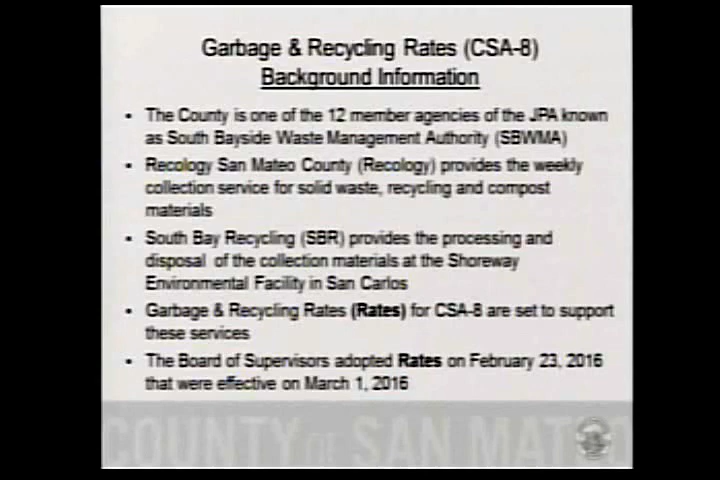 Garbage & Recycling Rates (CSA-8)
Background Information
• The County is one of the 12 member agencies of the JPA known
as South Bayside Waste Management Authority (SBWMA)
• Recology San Mateo County (Recology) provides the weekly
collection service for solid waste, recycling and compost
materials
• South Bay Recycling (SBR) provides the processing and
disposal of the collection materials at the Shoreway
Environmental Facility in San Carlos
• Garbage & Recycling Rates (Rates) for CSA-8 are set to support
these services
• The Board of Supervisors adopted Rates on February 23, 2016
that were effective on March 1, 2016
COUNTY OF SAN MATEO